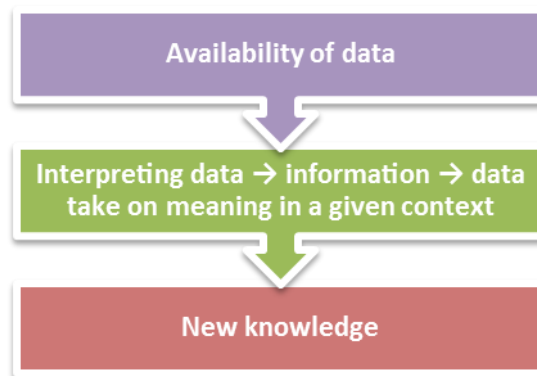 Availability of data
Interpreting data → information → data
take on meaning in a given context
New knowledge